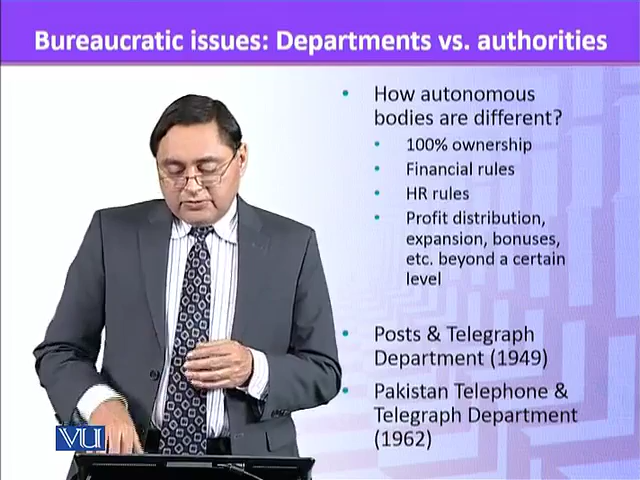 Bureaucratic issues: Departments vs. authorities
• How autonomous
bodies are different?
• 100% ownership
• Financial rules
• HR rules
• Profit distribution,
expansion, bonuses,
etc. beyond a certain
level
• Posts & Telegraph
Department (1949)
• Pakistan Telephone &
Telegraph Department
(1962)
VU